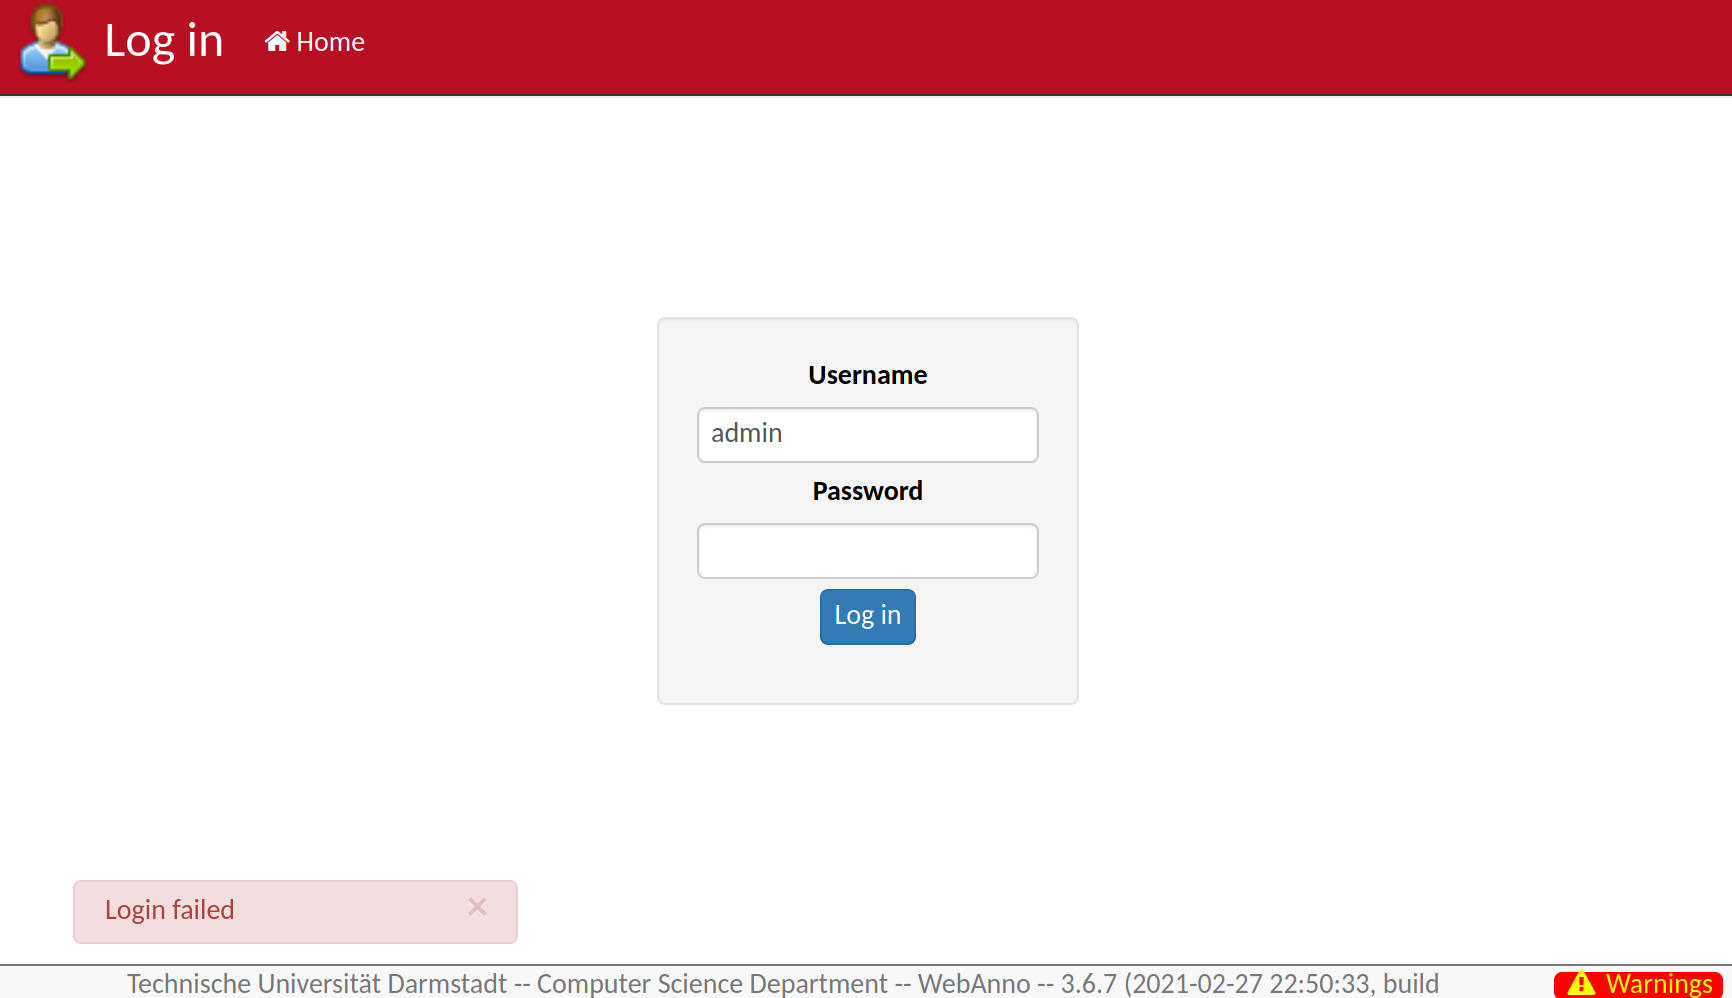 Log in Home
Username
admin
Password
Log in
Login failed ×
Technische Universität Darmstadt -- Computer Science Department -- WebAnno -- 3.6.7 (2021-02-27 22:50:33, build
Warnings